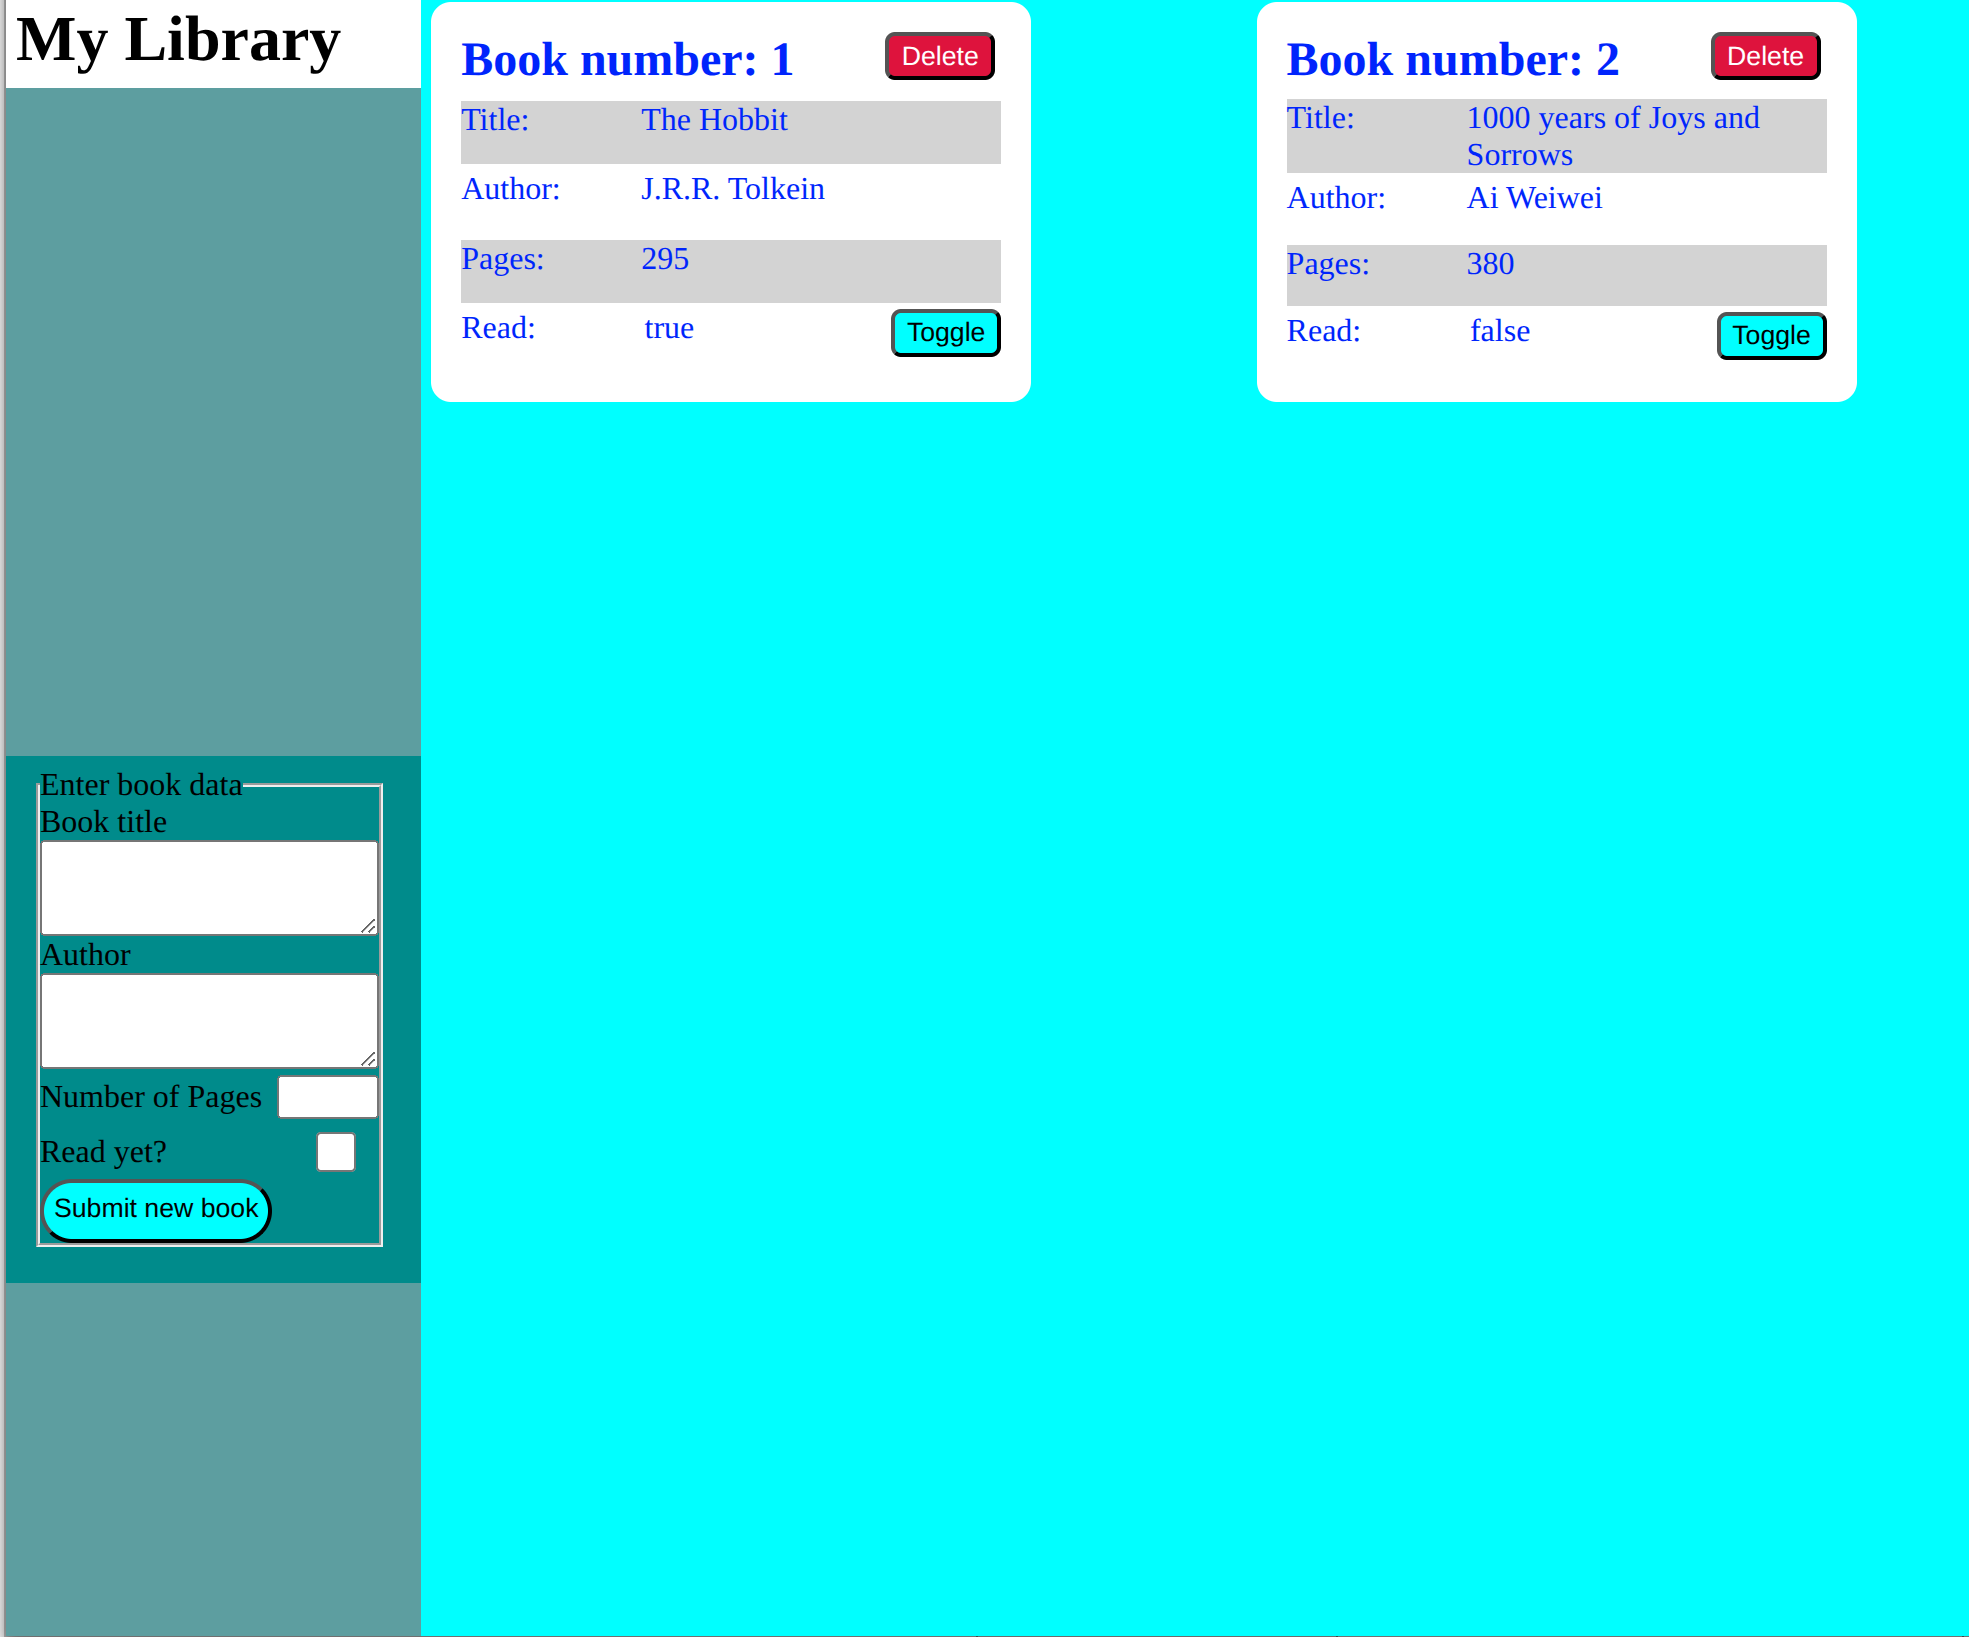 My Library
Book number: 1
Delete
Title: The Hobbit
Author: J.R.R. Tolkein
Pages: 295
Read: true Toggle
Book number: 2
Delete
Title: 1000 years of Joys and
Sorrows
Author: Ai Weiwei
Pages: 380
Read: false Toggle
Enter book data
Book title
Author
Number of Pages
Read yet?
Submit new book